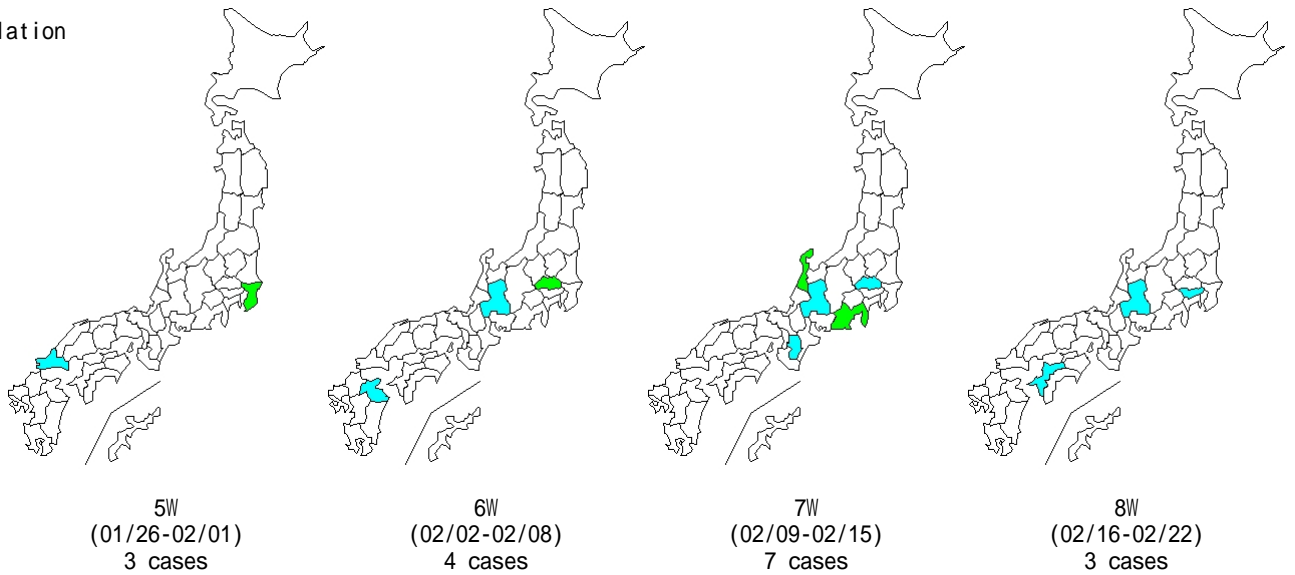 lation
5W
(01/26-02/01)
3 cases
6W
(02/02-02/08)
4 cases
7W
(02/09-02/15)
7 cases
8W
(02/16-02/22)
3 cases